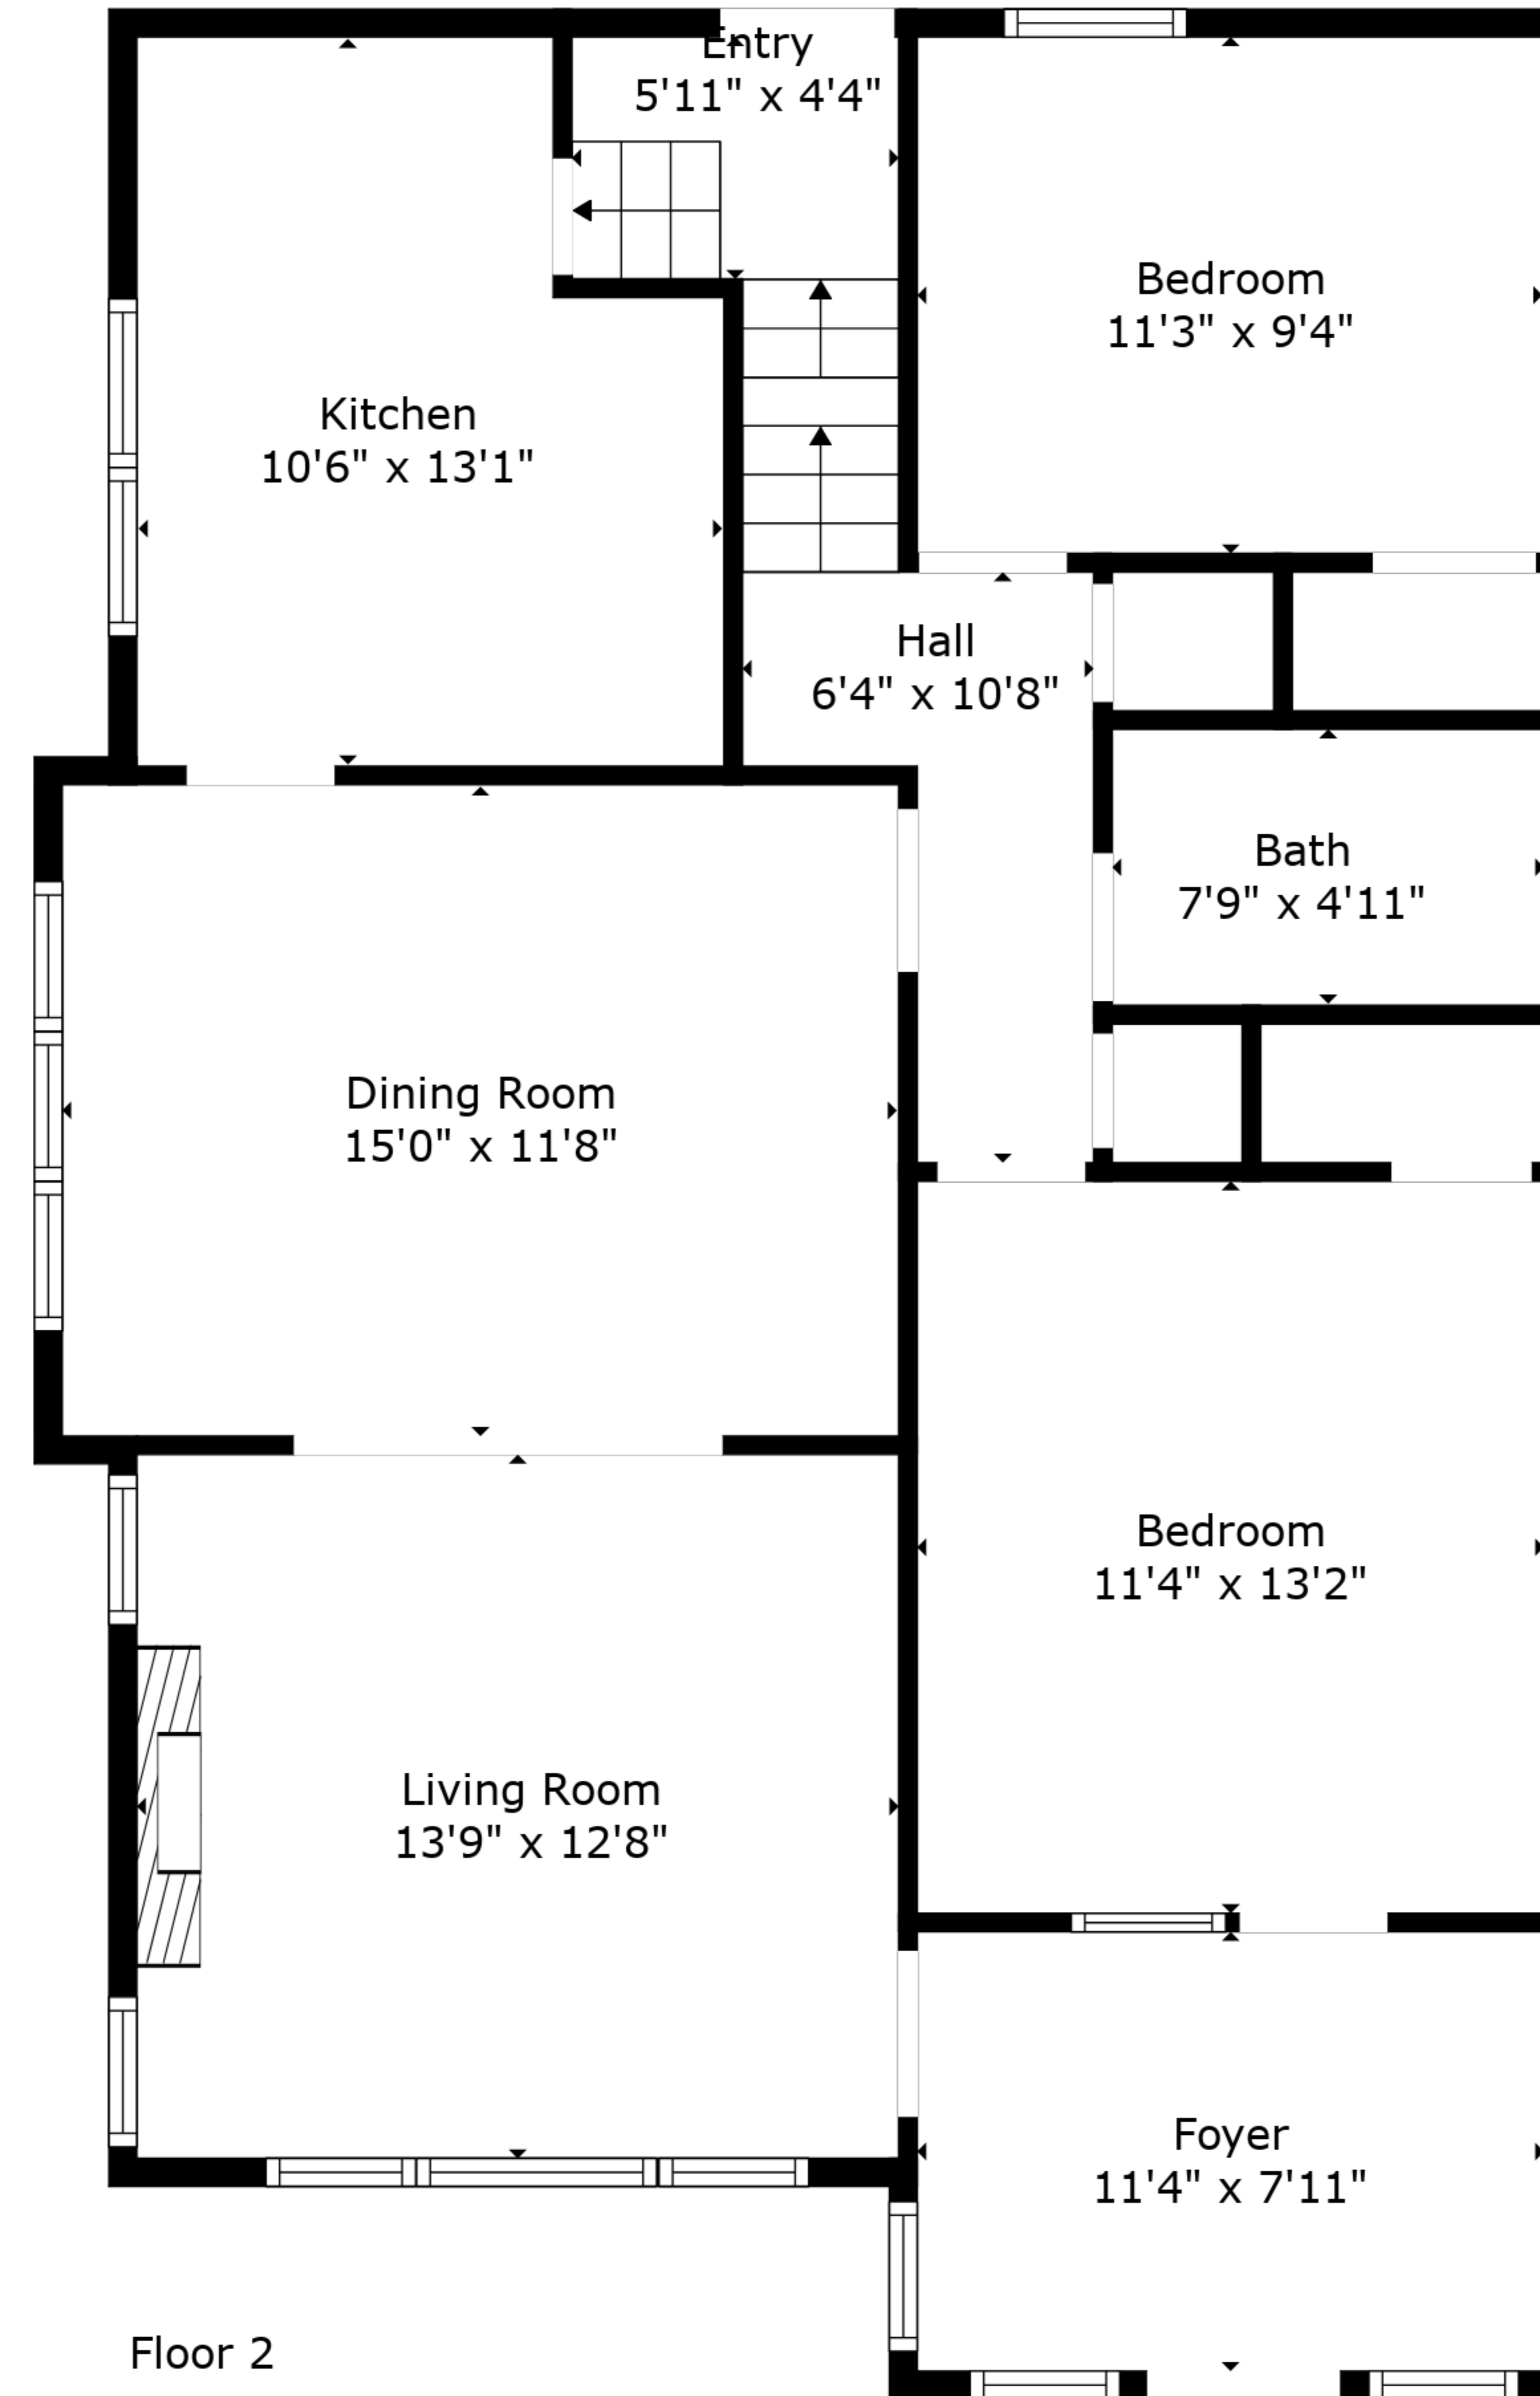 Entry
5'11" x 4'4"
Bedroom
11'3" x 9'4"
Kitchen
10'6" x 13'1"
Hall
6'4" x 10'8"
Bath
7'9" x 4'11"
Dining Room
15'0" x 11'8"
Bedroom
11'4" x 13'2"
Living Room
13'9" x 12'8"
Foyer
11'4" x 7'11"
Floor 2